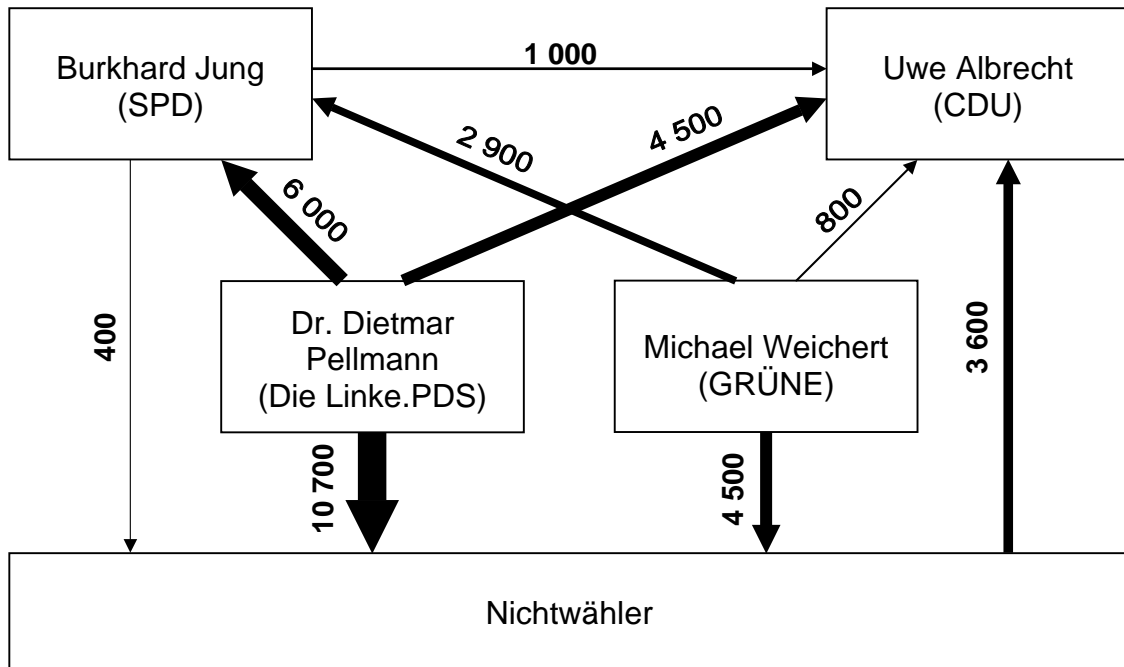 Burkhard Jung
(SPD)
1 000
Uwe Albrecht
(CDU)
2 900
4 500
6 000
800
400
Dr. Dietmar
Pellmann
(Die Linke.PDS)
Michael Weichert
(GRÜNE)
3 600
10 700
4 500
Nichtwähler